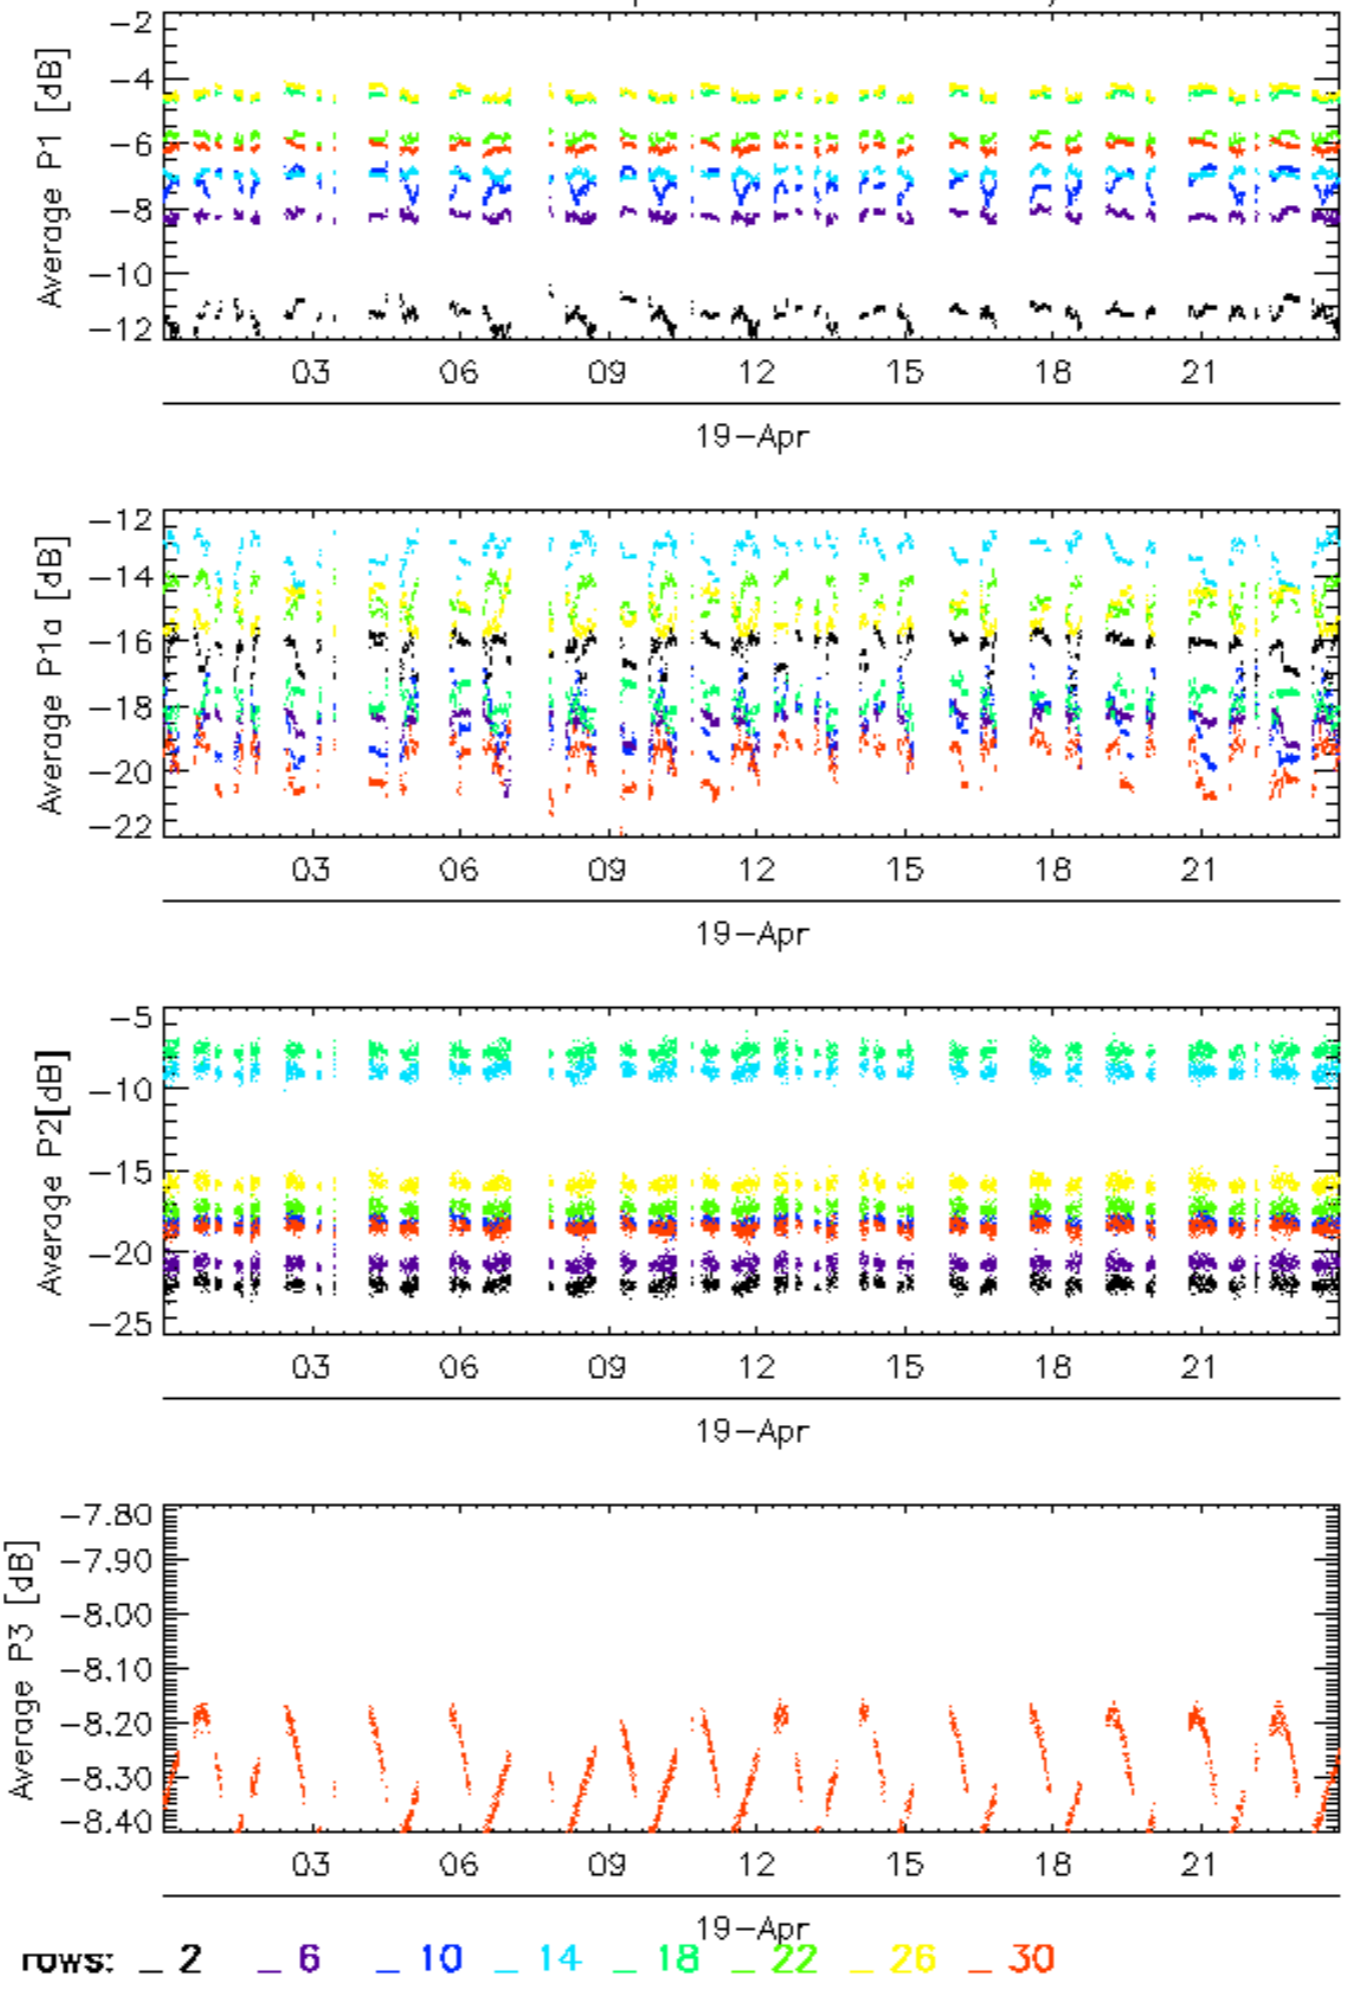 -2
-4
-6
-8
-10
-12
Average P1 [dB]
03 06 09 12 15 18 21
19-Apr
-12
-14
-16
-18
-20
-22
Average P1a [dB]
03 06 09 12 15 18 21
19-Apr
-5
-10
-15
-20
-25
Average P2[dB]
03 06 09 12 15 18 21
19-Apr
-7.80
-7.90
-8.00
-8.10
-8.20
-8.30
-8.40
Average P3 [dB]
03 06 09 12 15 18 21
19-Apr
rows: _ 2 _ 6 _ 10 _ 14 _ 18 _ 22 _ 26 _ 30